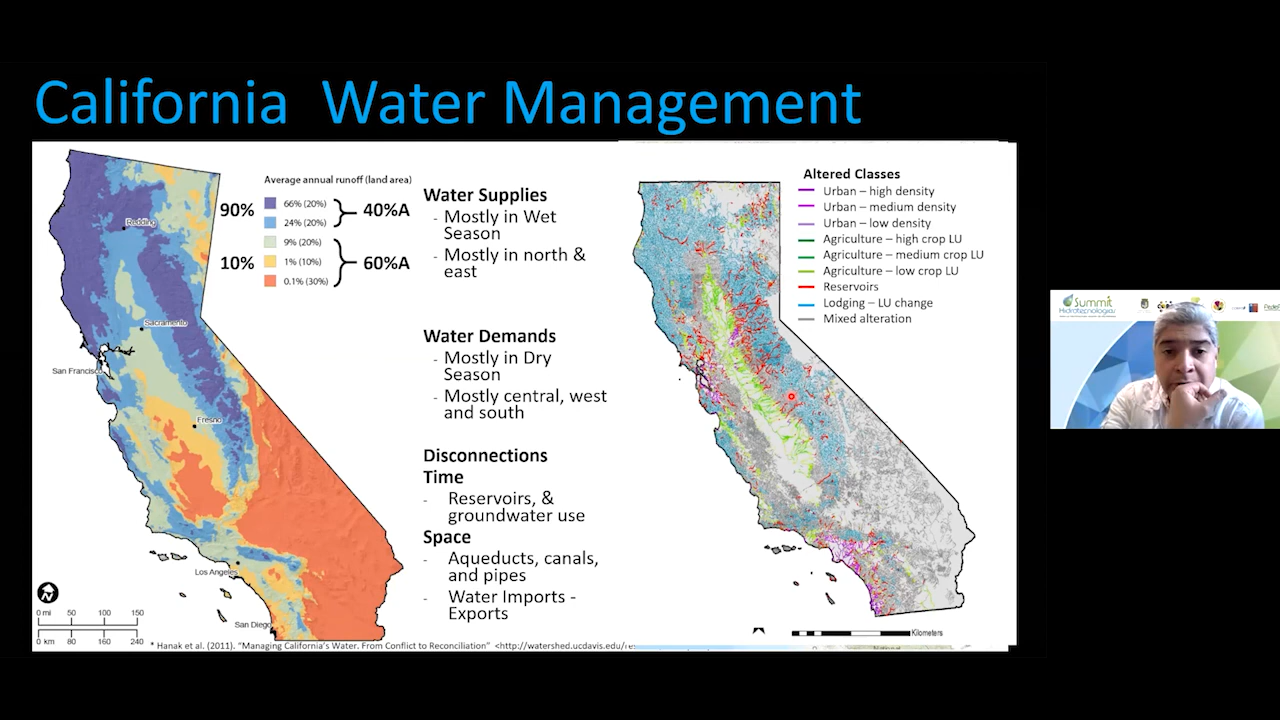 California Water Management
Average annual runoff (land area)
90%
66% (20%)
24% (20%)
40%A
10%
9% (20%)
1% (10%)
0.1% (30%)
60%A
Redding
Sacramento
San Francisco
Fresno
Los Angeles
San Diego
N
0 mi 50 100 150
0 km 80 160 240
Water Supplies
- Mostly in Wet
Season
- Mostly in north &
east
Water Demands
- Mostly in Dry
Season
- Mostly central, west
and south
Disconnections
Time
- Reservoirs, &
groundwater use
Space
- Aqueducts, canals,
and pipes
- Water Imports -
Exports
* Hanak et al. (2011). "Managing California's Water. From Conflict to Reconciliation" <http://watershed.ucdavis.edu/re
Altered Classes
Urban – high density
Urban – medium density
Urban – low density
Agriculture – high crop LU
Agriculture – medium crop LU
Agriculture – low crop LU
Reservoirs
Lodging – LU change
Mixed alteration
Kilometers
Summit
Hidrotecnológico